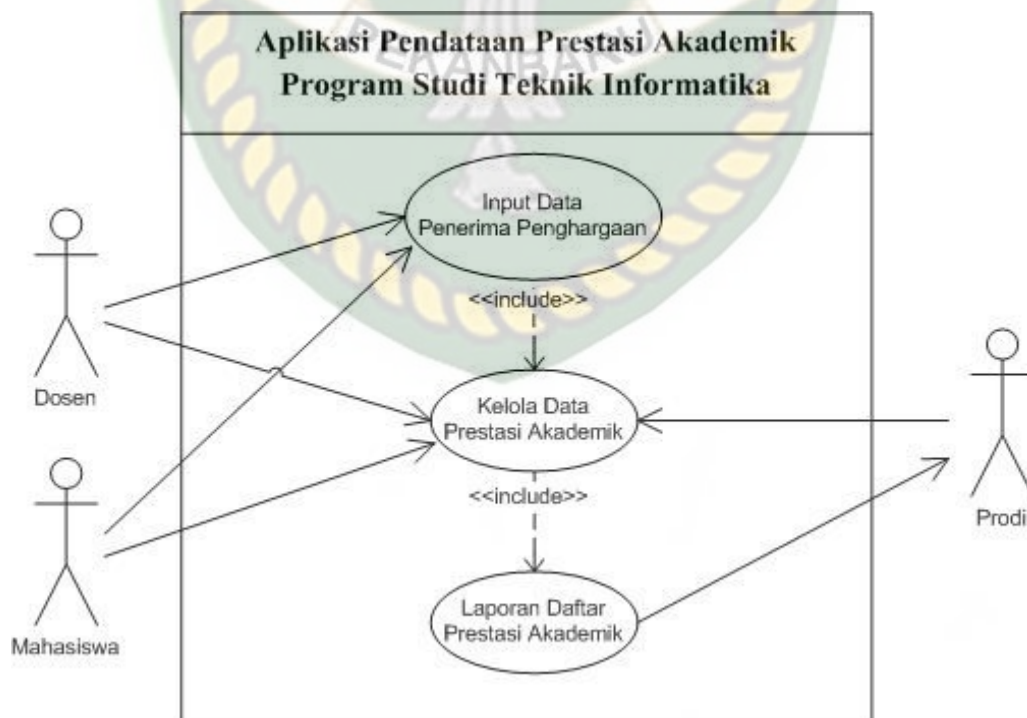 Aplikasi Pendataan Prestasi Akademik
Program Studi Teknik Informatika
PEKANBARU
Input Data
Penerima Penghargaan
<<include>>
Dosen
Kelola Data
Prestasi Akademik
<<include>>
Mahasiswa
Prodi
Laporan Daftar
Prestasi Akademik